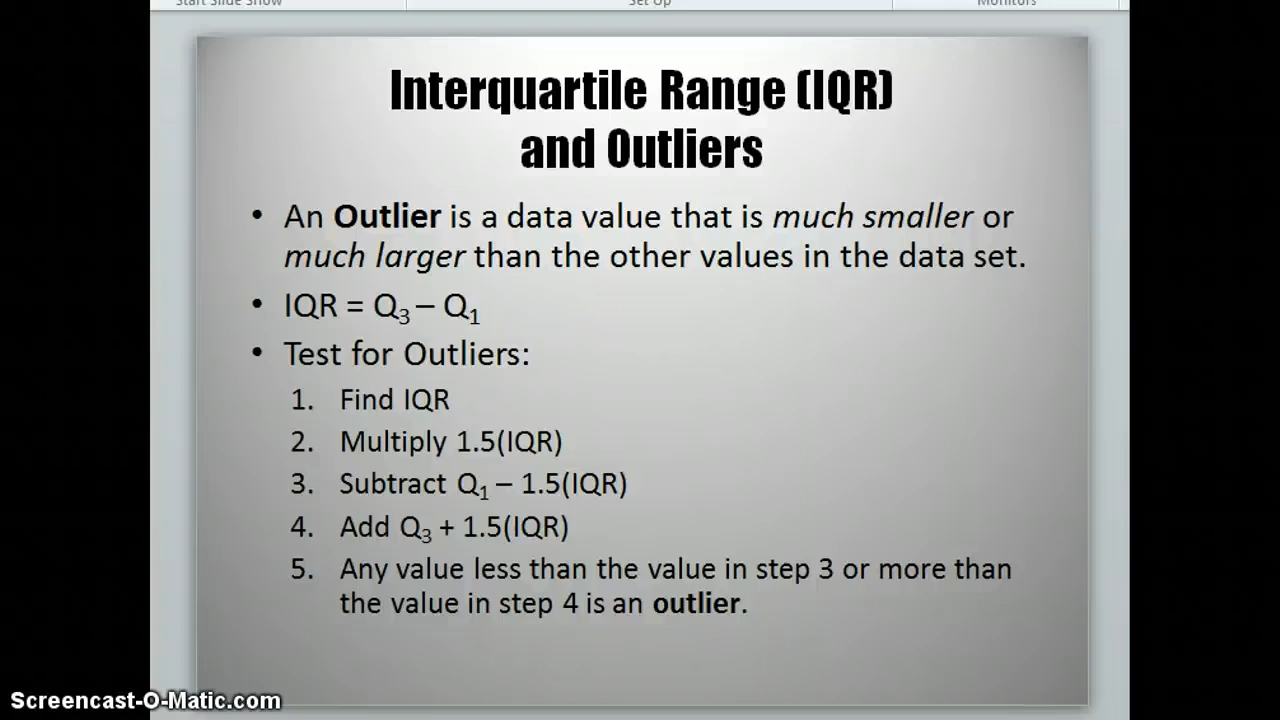 Start Slide Show Set Up Monitors
Interquartile Range (IQR)
and Outliers
• An Outlier is a data value that is much smaller or
much larger than the other values in the data set.
• IQR = Q₃ – Q₁
• Test for Outliers:
1. Find IQR
2. Multiply 1.5(IQR)
3. Subtract Q₁ – 1.5(IQR)
4. Add Q₃ + 1.5(IQR)
5. Any value less than the value in step 3 or more than
the value in step 4 is an outlier.
Screencast-O-Matic.com